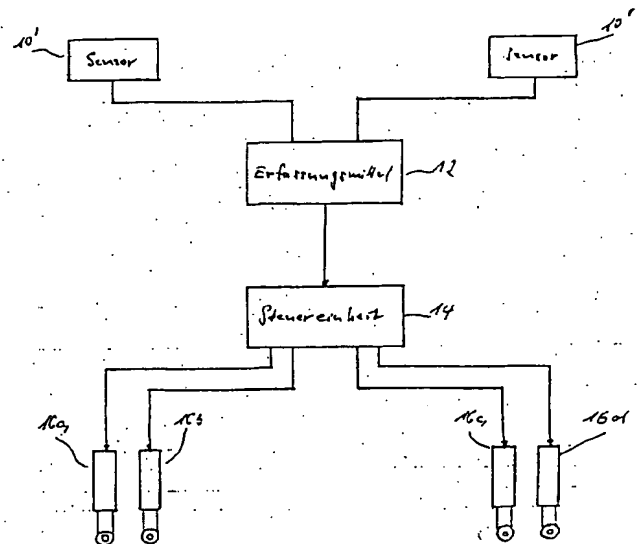 10'
10'
Sensor
Sensor
Erfassungsmittel
12
Steuereinheit
14
16a
16b
16c
16d